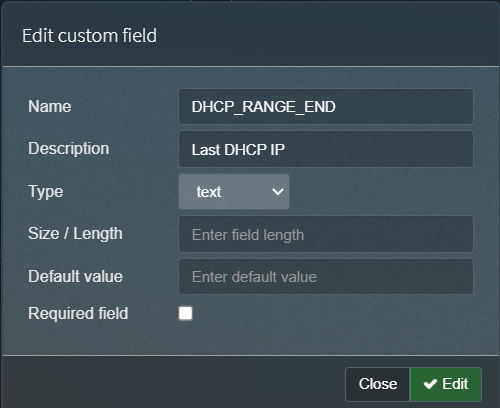 Edit custom field
Name DHCP_RANGE_END
Description Last DHCP IP
Type text
Size / Length Enter field length
Default value Enter default value
Required field
Close Edit